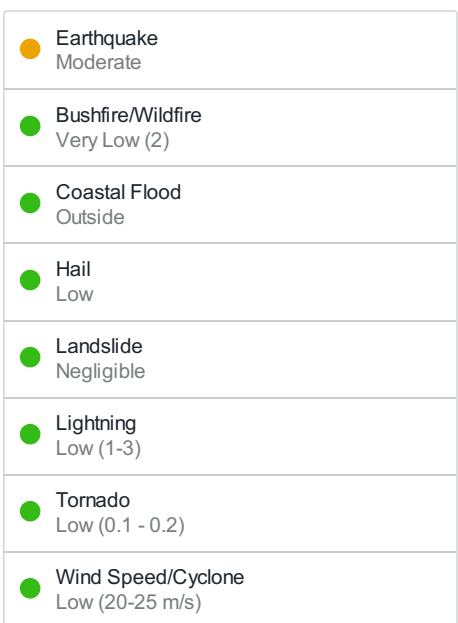 Earthquake
Moderate
Bushfire/Wildfire
Very Low (2)
Coastal Flood
Outside
Hail
Low
Landslide
Negligible
Lightning
Low (1-3)
Tornado
Low (0.1 - 0.2)
Wind Speed/Cyclone
Low (20-25 m/s)